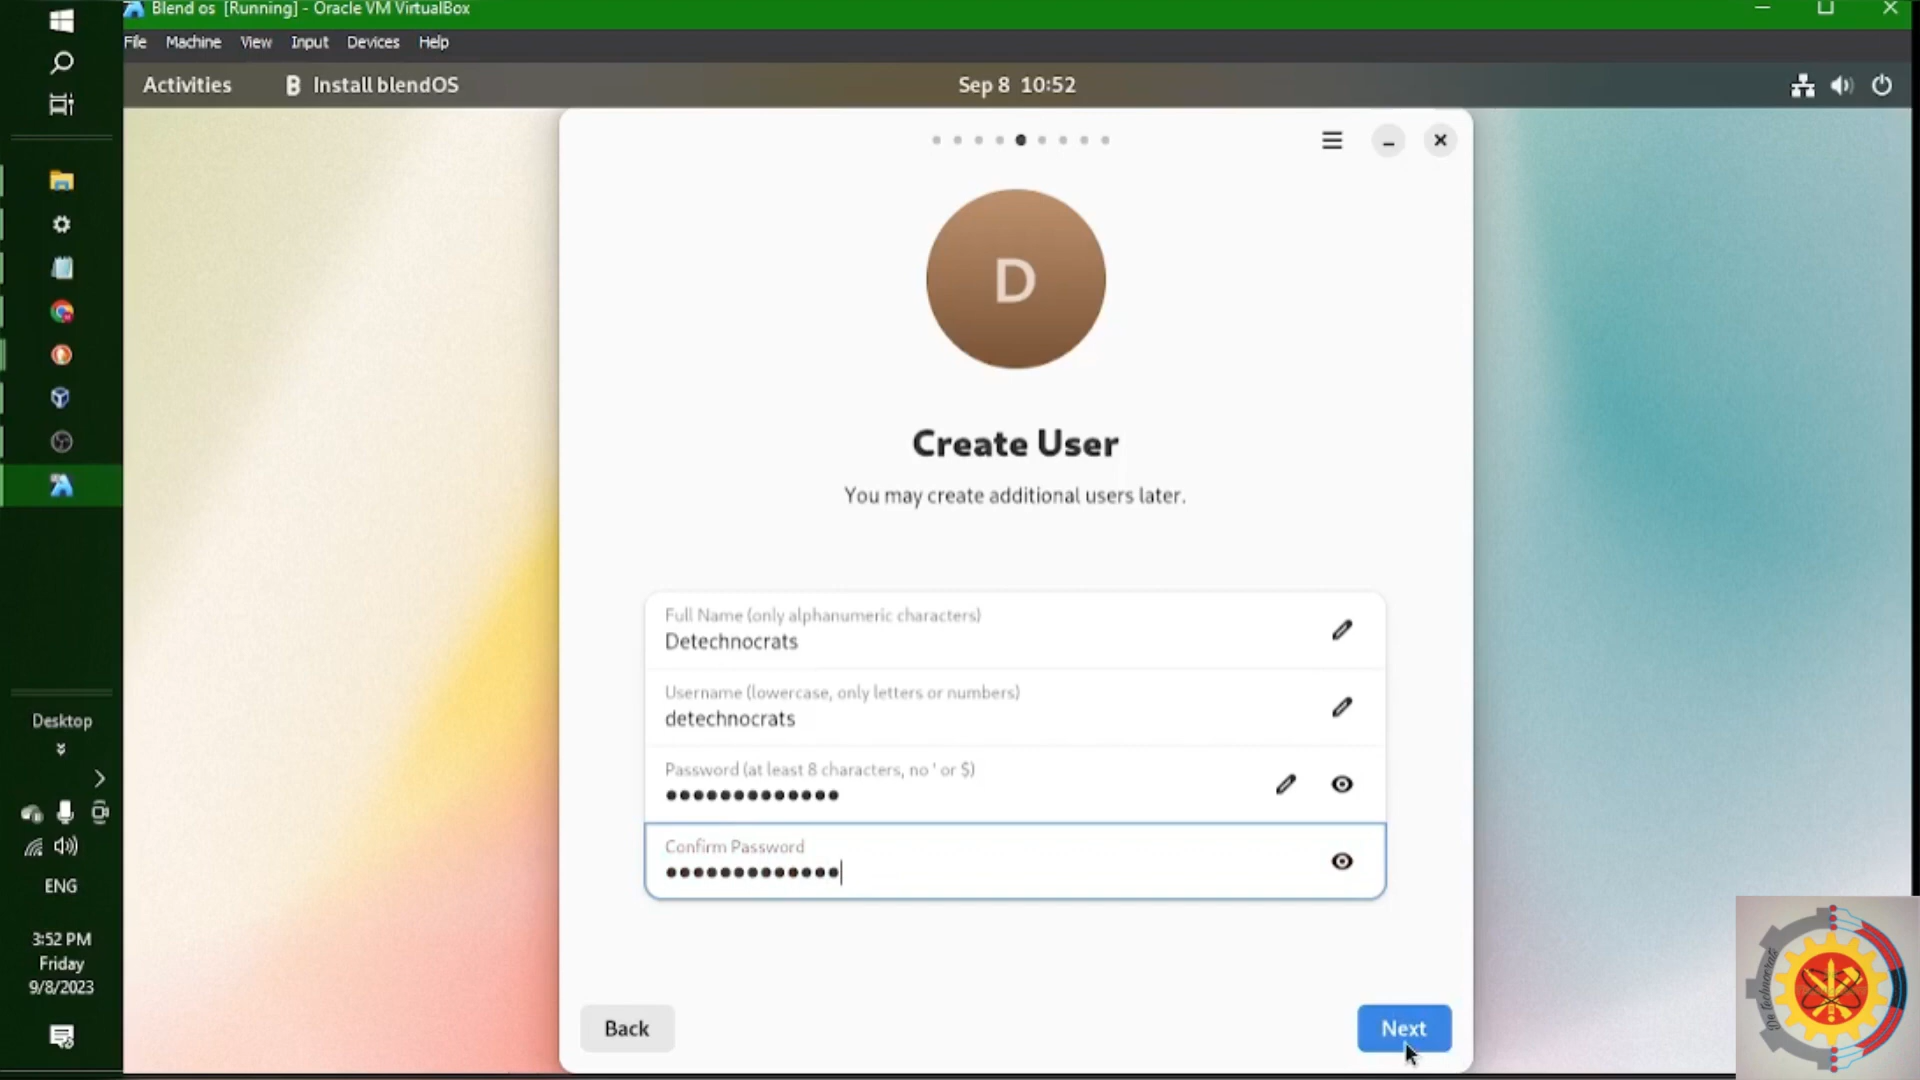 Blend os [Running] - Oracle VM VirtualBox
File Machine View Input Devices Help
Activities B Install blendOS Sep 8 10:52
D
Create User
You may create additional users later.
Full Name (only alphanumeric characters)
Detechnocrats
Username (lowercase, only letters or numbers)
detechnocrats
Password (at least 8 characters, no ' or $)
●●●●●●●●●●●●●
Confirm Password
●●●●●●●●●●●●●
Back Next
Desktop
ENG
3:52 PM
Friday
9/8/2023
De Technocrats